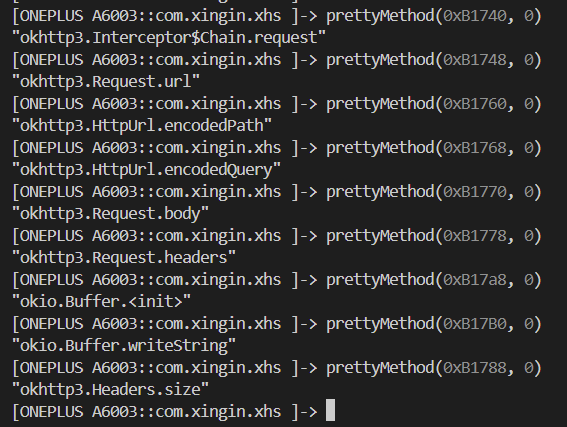 [ONEPLUS A6003::com.xingin.xhs ]-> prettyMethod(0xB1740, 0)
"okhttp3.Interceptor$Chain.request"
[ONEPLUS A6003::com.xingin.xhs ]-> prettyMethod(0xB1748, 0)
"okhttp3.Request.url"
[ONEPLUS A6003::com.xingin.xhs ]-> prettyMethod(0xB1760, 0)
"okhttp3.HttpUrl.encodedPath"
[ONEPLUS A6003::com.xingin.xhs ]-> prettyMethod(0xB1768, 0)
"okhttp3.HttpUrl.encodedQuery"
[ONEPLUS A6003::com.xingin.xhs ]-> prettyMethod(0xB1770, 0)
"okhttp3.Request.body"
[ONEPLUS A6003::com.xingin.xhs ]-> prettyMethod(0xB1778, 0)
"okhttp3.Request.headers"
[ONEPLUS A6003::com.xingin.xhs ]-> prettyMethod(0xB17a8, 0)
"okio.Buffer.<init>"
[ONEPLUS A6003::com.xingin.xhs ]-> prettyMethod(0xB17B0, 0)
"okio.Buffer.writeString"
[ONEPLUS A6003::com.xingin.xhs ]-> prettyMethod(0xB1788, 0)
"okhttp3.Headers.size"
[ONEPLUS A6003::com.xingin.xhs ]->